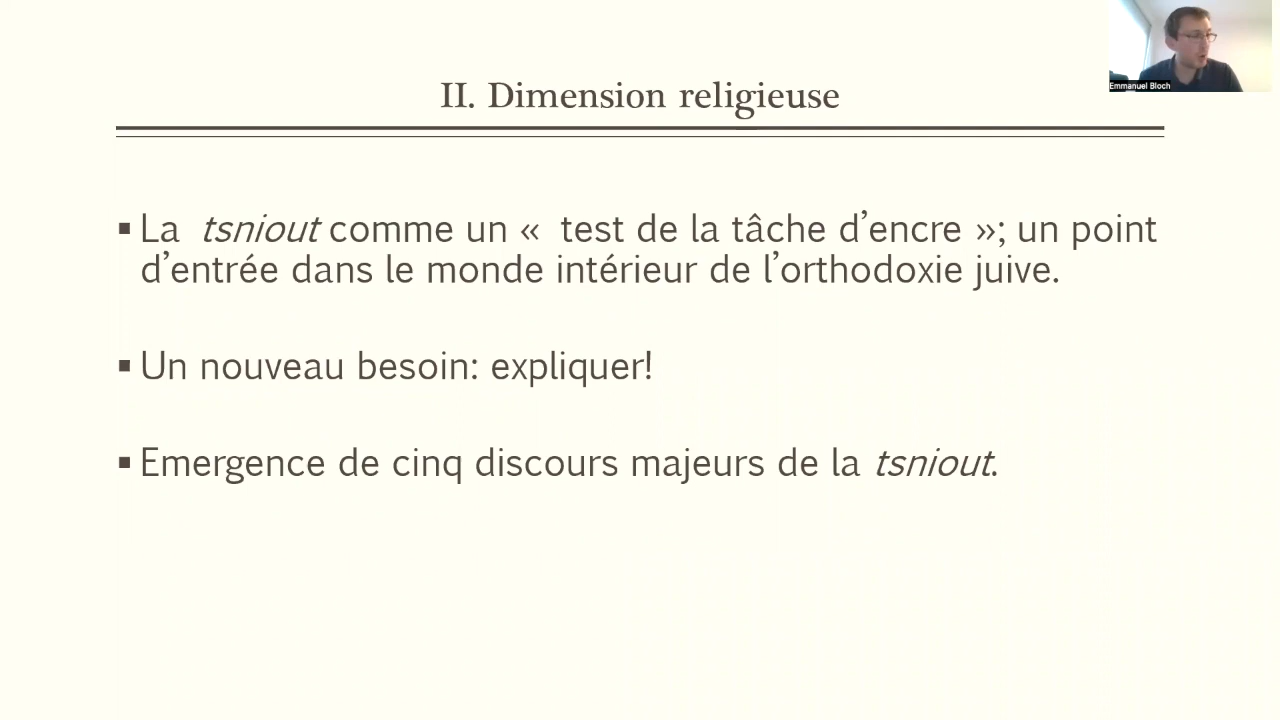 Emmanuel Bloch
II. Dimension religieuse
▪ La tsniout comme un « test de la tâche d’encre »; un point
d’entrée dans le monde intérieur de l’orthodoxie juive.
▪ Un nouveau besoin: expliquer!
▪ Emergence de cinq discours majeurs de la tsniout.